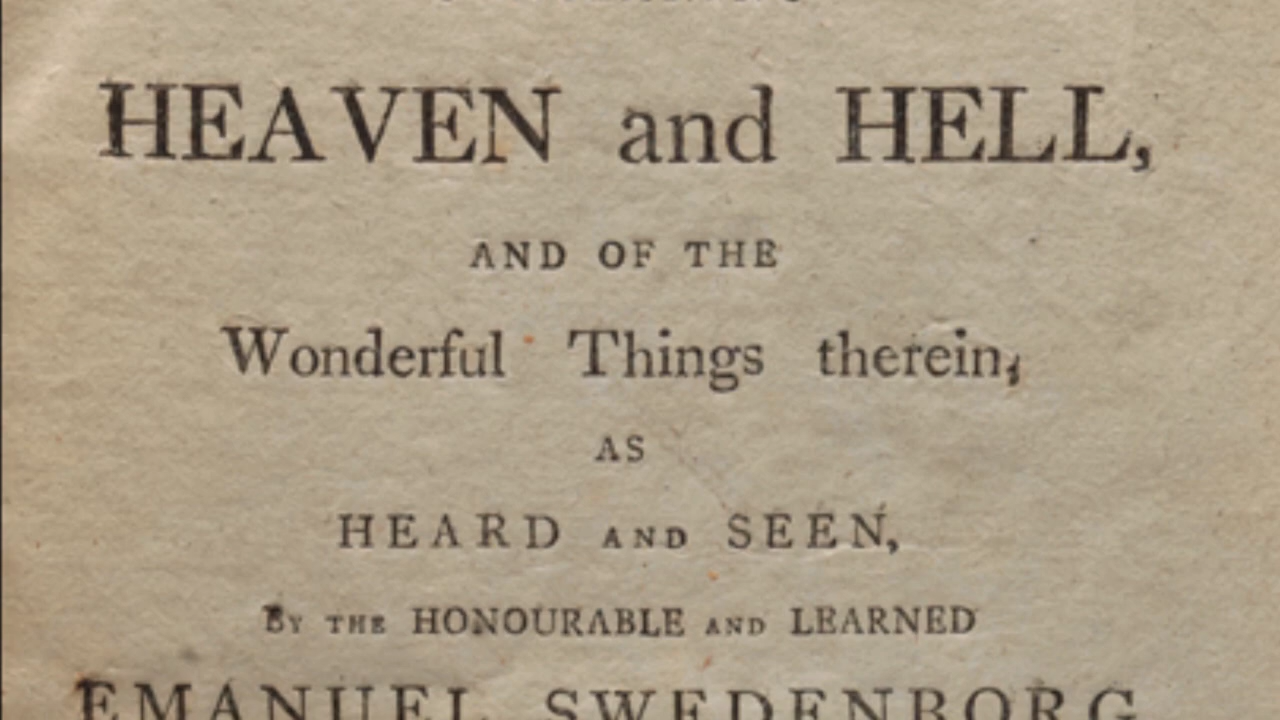 HEAVEN and HELL,
AND OF THE
Wonderful Things therein,
AS
HEARD AND SEEN,
By THE HONOURABLE AND LEARNED
EMANUEL SWEDENBORG